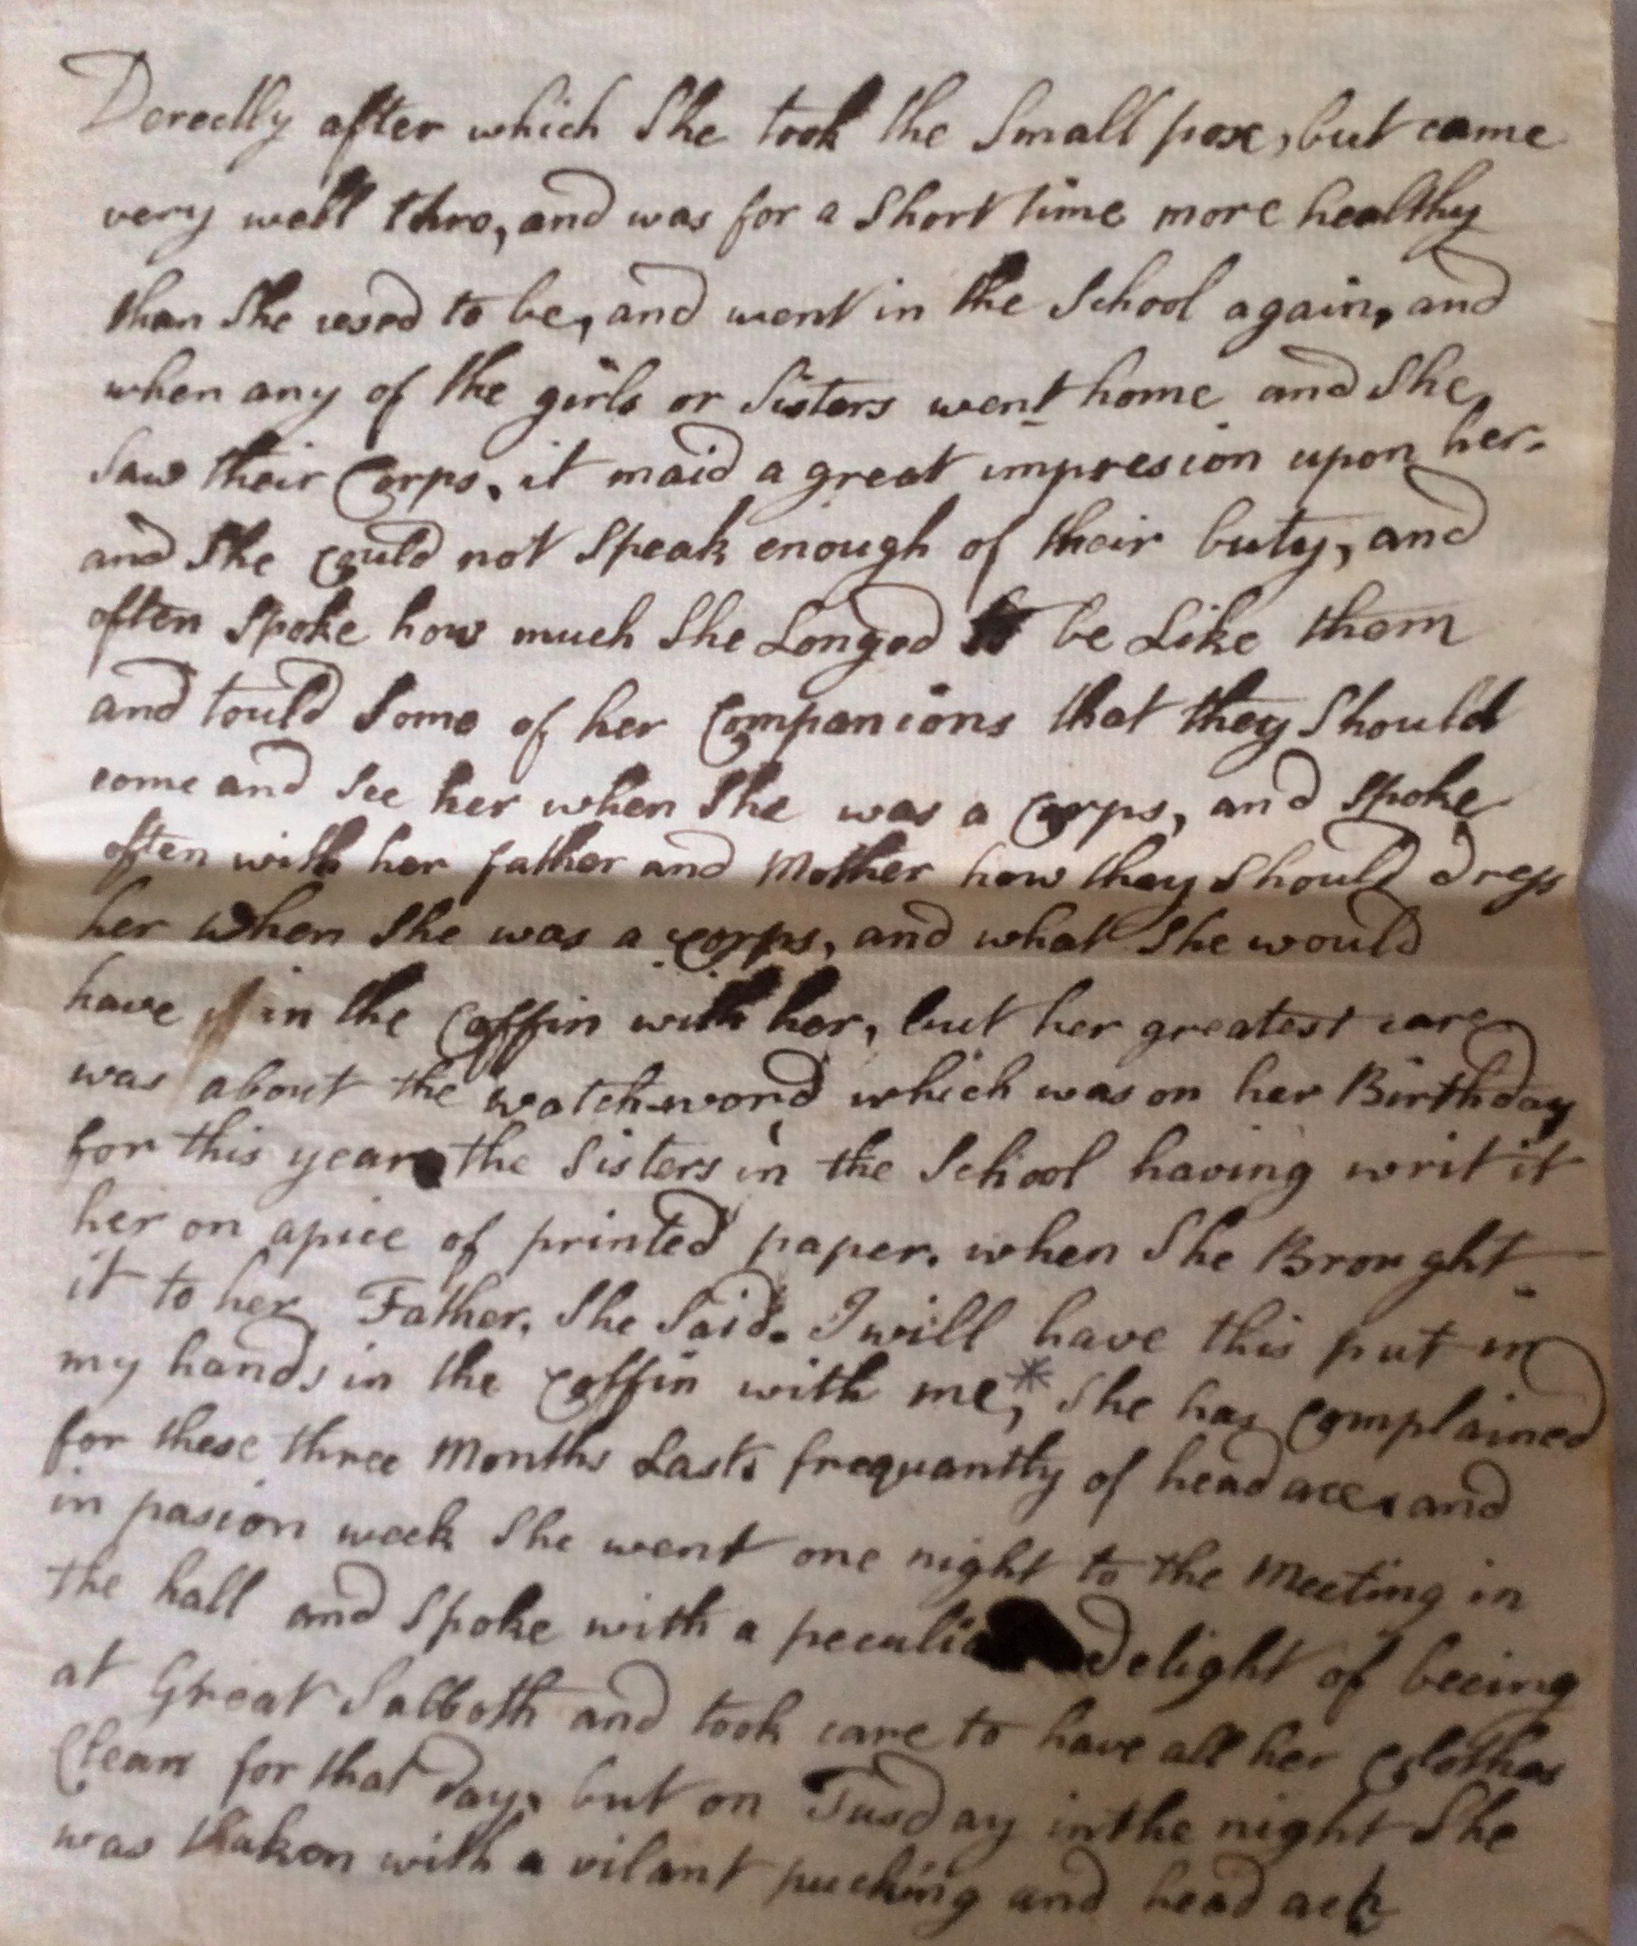 Derectly after which She took the Small pox, but came
very well thro, and was for a Short time more healthy
than She used to be, and went in the School again, and
when any of the girls or Sisters went home and She
Saw their Corps, it maid a great impresion upon her.
and She Could not Speak enough of their buty, and
often Spoke how much She Longed to be Like them
and tould Some of her Companions that they Should
come and See her when She was a Corps, and Spoke
often with her father and Mother how they Should dress
her when She was a Corps, and what She would
have in the Coffin with her, but her greatest care
was about the watchword which was on her Birthday
for this year the Sisters in the School having writ it
her on a pice of printed paper. when She Brought
it to her Father. She Said. I will have this put in
my hands in the Coffin with me,* She has Complained
for these three Months Last frequantly of head ace, and
in pasion week She went one night to the Meeting in
the hall and Spoke with a peculiar Delight of beeing
at Great Sabboth and took care to have all her Clothas
Clean for that day, but on Tusday in the night She
was thaken with a vilant pucking and head ach